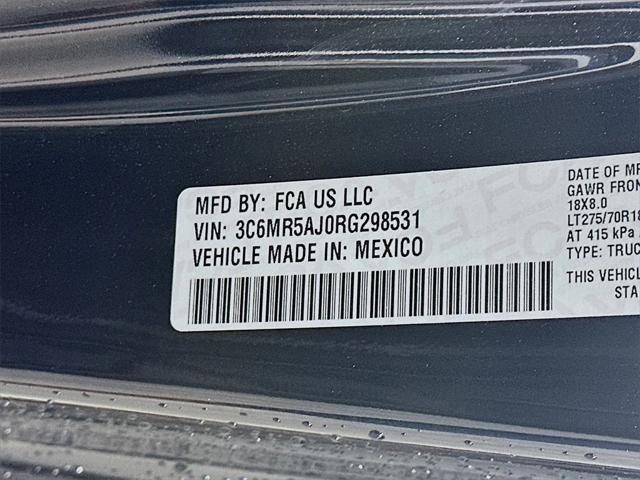 MFD BY: FCA US LLC
VIN: 3C6MR5AJ0RG298531
VEHICLE MADE IN: MEXICO
DATE OF MF
GAWR FRON
18X8.0
LT275/70R18
AT 415 kPa
TYPE: TRUC
THIS VEHICL
STA